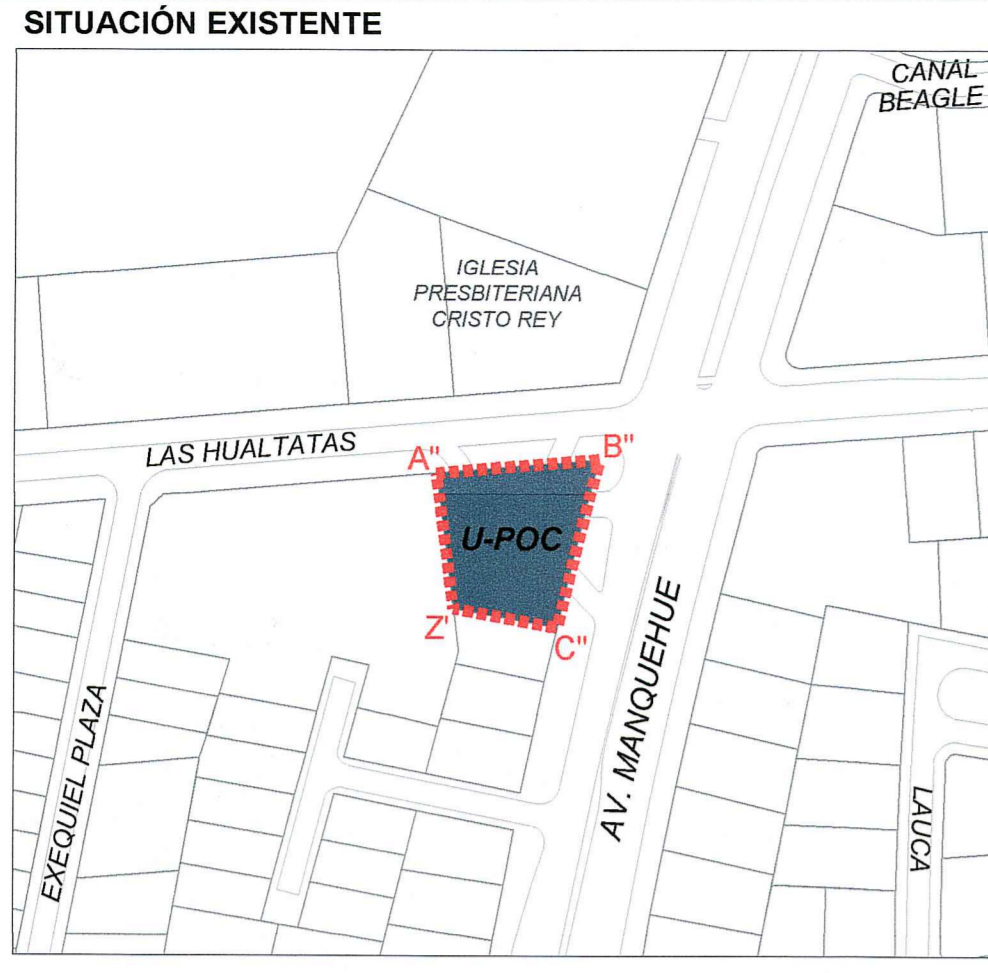 SITUACIÓN EXISTENTE
CANAL
BEAGLE
IGLESIA
PRESBITERIANA
CRISTO REY
LAS HUALTATAS
A"
B"
U-POC
Z'
C"
AV. MANQUEHUE
EXEQUIEL PLAZA
LAUCA